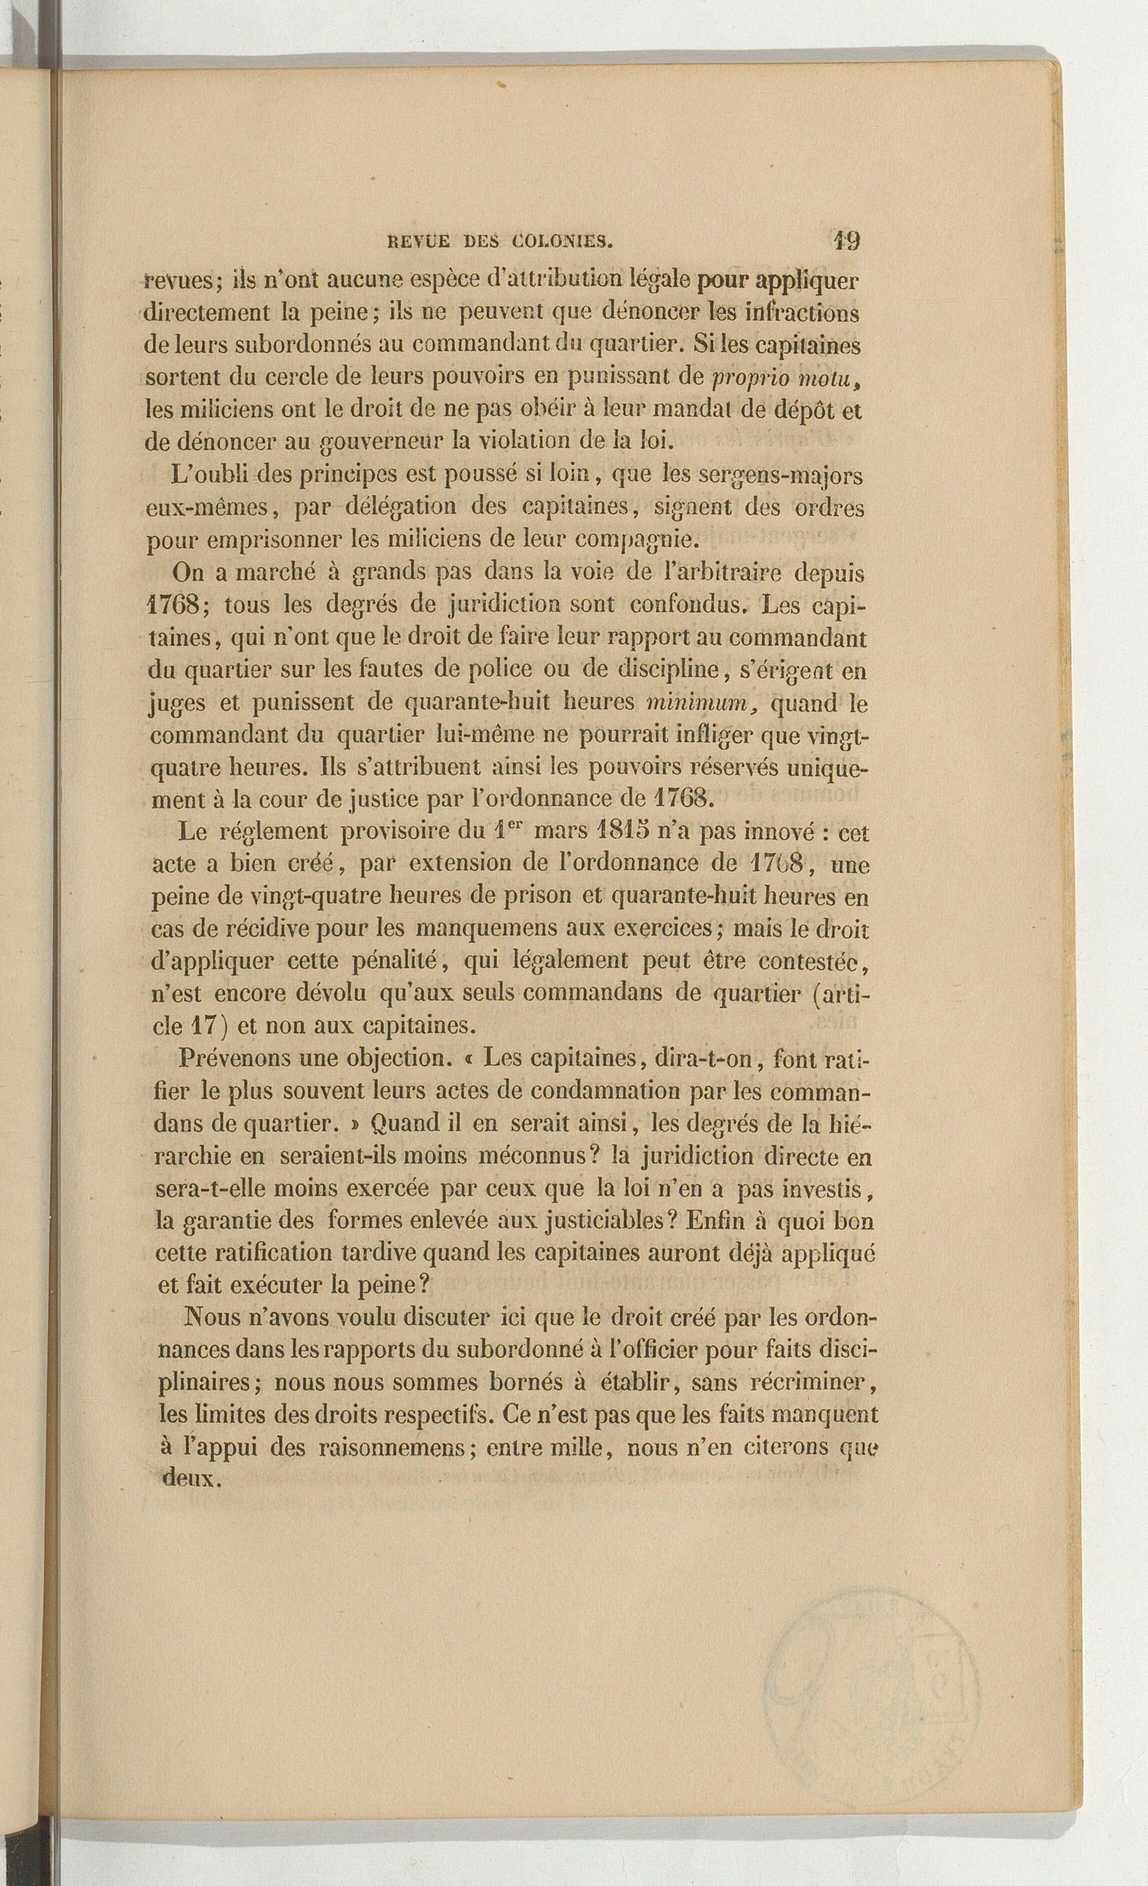 REVUE DES COLONIES. 19
revues; ils n'ont aucune espèce d'attribution légale pour appliquer
directement la peine; ils ne peuvent que dénoncer les infractions
de leurs subordonnés au commandant du quartier. Si les capitaines
sortent du cercle de leurs pouvoirs en punissant de proprio motu,
les miliciens ont le droit de ne pas obéir à leur mandat de dépôt et
de dénoncer au gouverneur la violation de la loi.
L'oubli des principes est poussé si loin, que les sergens-majors
eux-mêmes, par délégation des capitaines, signent des ordres
pour emprisonner les miliciens de leur compagnie.
On a marché à grands pas dans la voie de l'arbitraire depuis
1768; tous les degrés de juridiction sont confondus. Les capi-
taines, qui n'ont que le droit de faire leur rapport au commandant
du quartier sur les fautes de police ou de discipline, s'érigent en
juges et punissent de quarante-huit heures minimum, quand le
commandant du quartier lui-même ne pourrait infliger que vingt-
quatre heures. Ils s'attribuent ainsi les pouvoirs réservés unique-
ment à la cour de justice par l'ordonnance de 1768.
Le réglement provisoire du 1er mars 1815 n'a pas innové : cet
acte a bien créé, par extension de l'ordonnance de 1768, une
peine de vingt-quatre heures de prison et quarante-huit heures en
cas de récidive pour les manquemens aux exercices; mais le droit
d'appliquer cette pénalité, qui légalement peut être contestée,
n'est encore dévolu qu'aux seuls commandans de quartier (arti-
cle 17) et non aux capitaines.
Prévenons une objection. « Les capitaines, dira-t-on, font rati-
fier le plus souvent leurs actes de condamnation par les comman-
dans de quartier. » Quand il en serait ainsi, les degrés de la hié-
rarchie en seraient-ils moins méconnus? la juridiction directe en
sera-t-elle moins exercée par ceux que la loi n'en a pas investis,
la garantie des formes enlevée aux justiciables? Enfin à quoi bon
cette ratification tardive quand les capitaines auront déjà appliqué
et fait exécuter la peine?
Nous n'avons voulu discuter ici que le droit créé par les ordon-
nances dans les rapports du subordonné à l'officier pour faits disci-
plinaires; nous nous sommes bornés à établir, sans récriminer,
les limites des droits respectifs. Ce n'est pas que les faits manquent
à l'appui des raisonnemens; entre mille, nous n'en citerons que
deux.